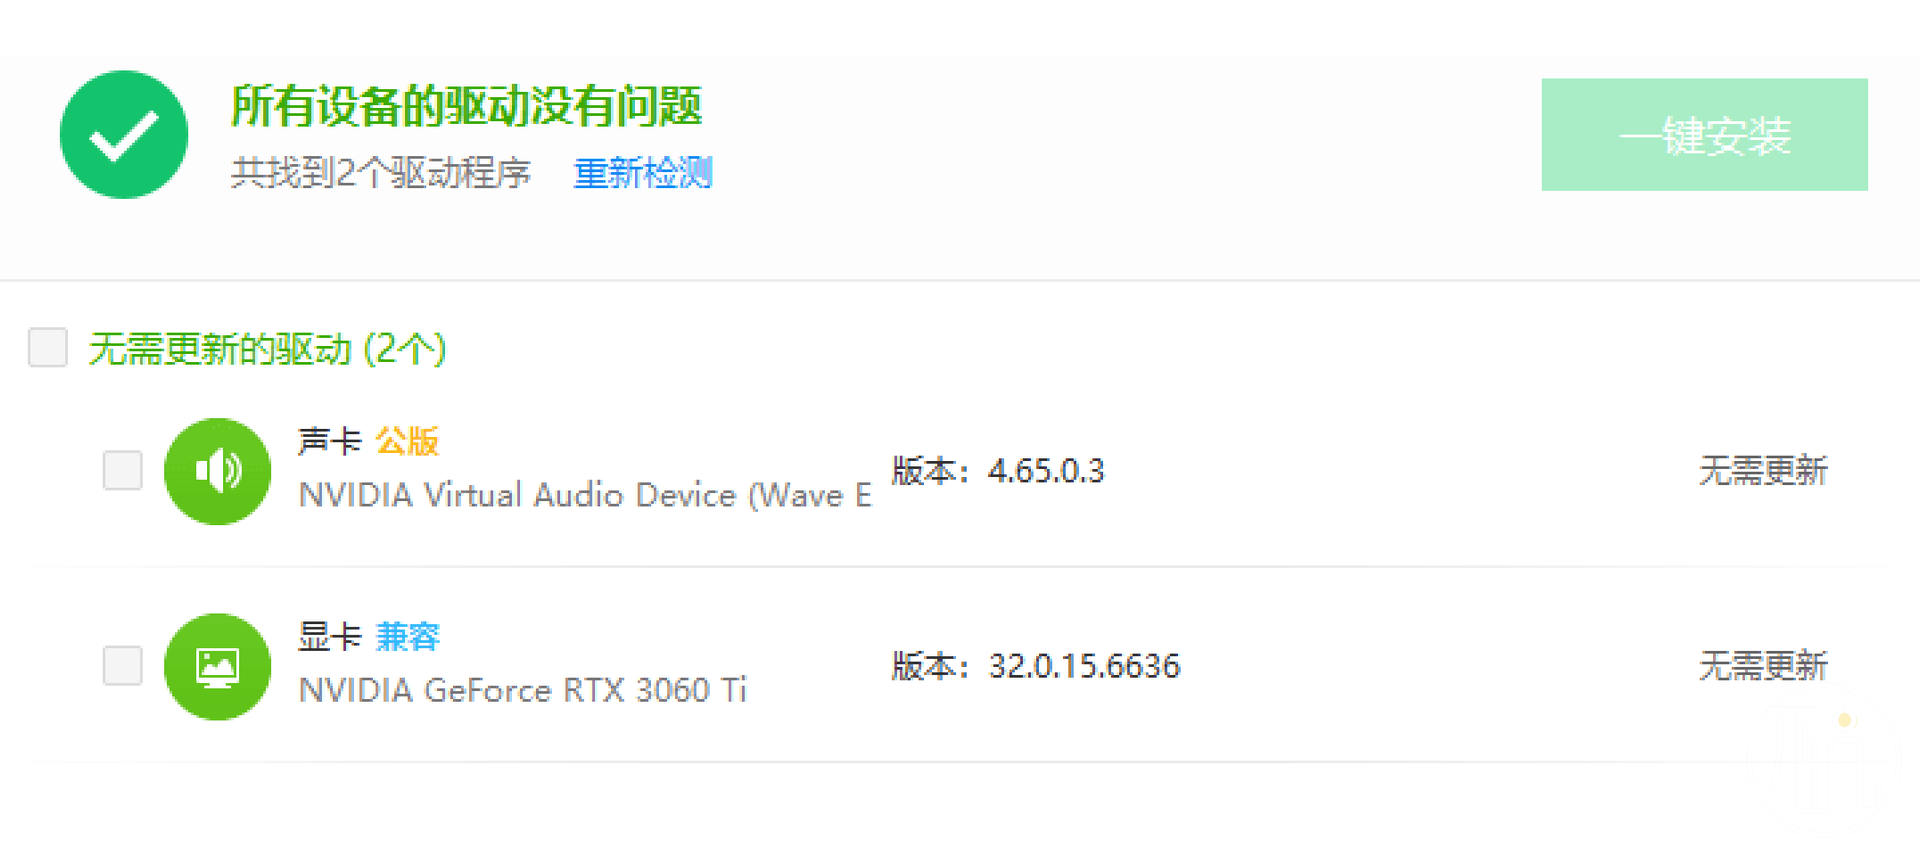 所有设备的驱动没有问题
共找到2个驱动程序 重新检测
一键安装
无需更新的驱动 (2个)
声卡 公版
NVIDIA Virtual Audio Device (Wave E
版本：4.65.0.3
无需更新
显卡 兼容
NVIDIA GeForce RTX 3060 Ti
版本：32.0.15.6636
无需更新